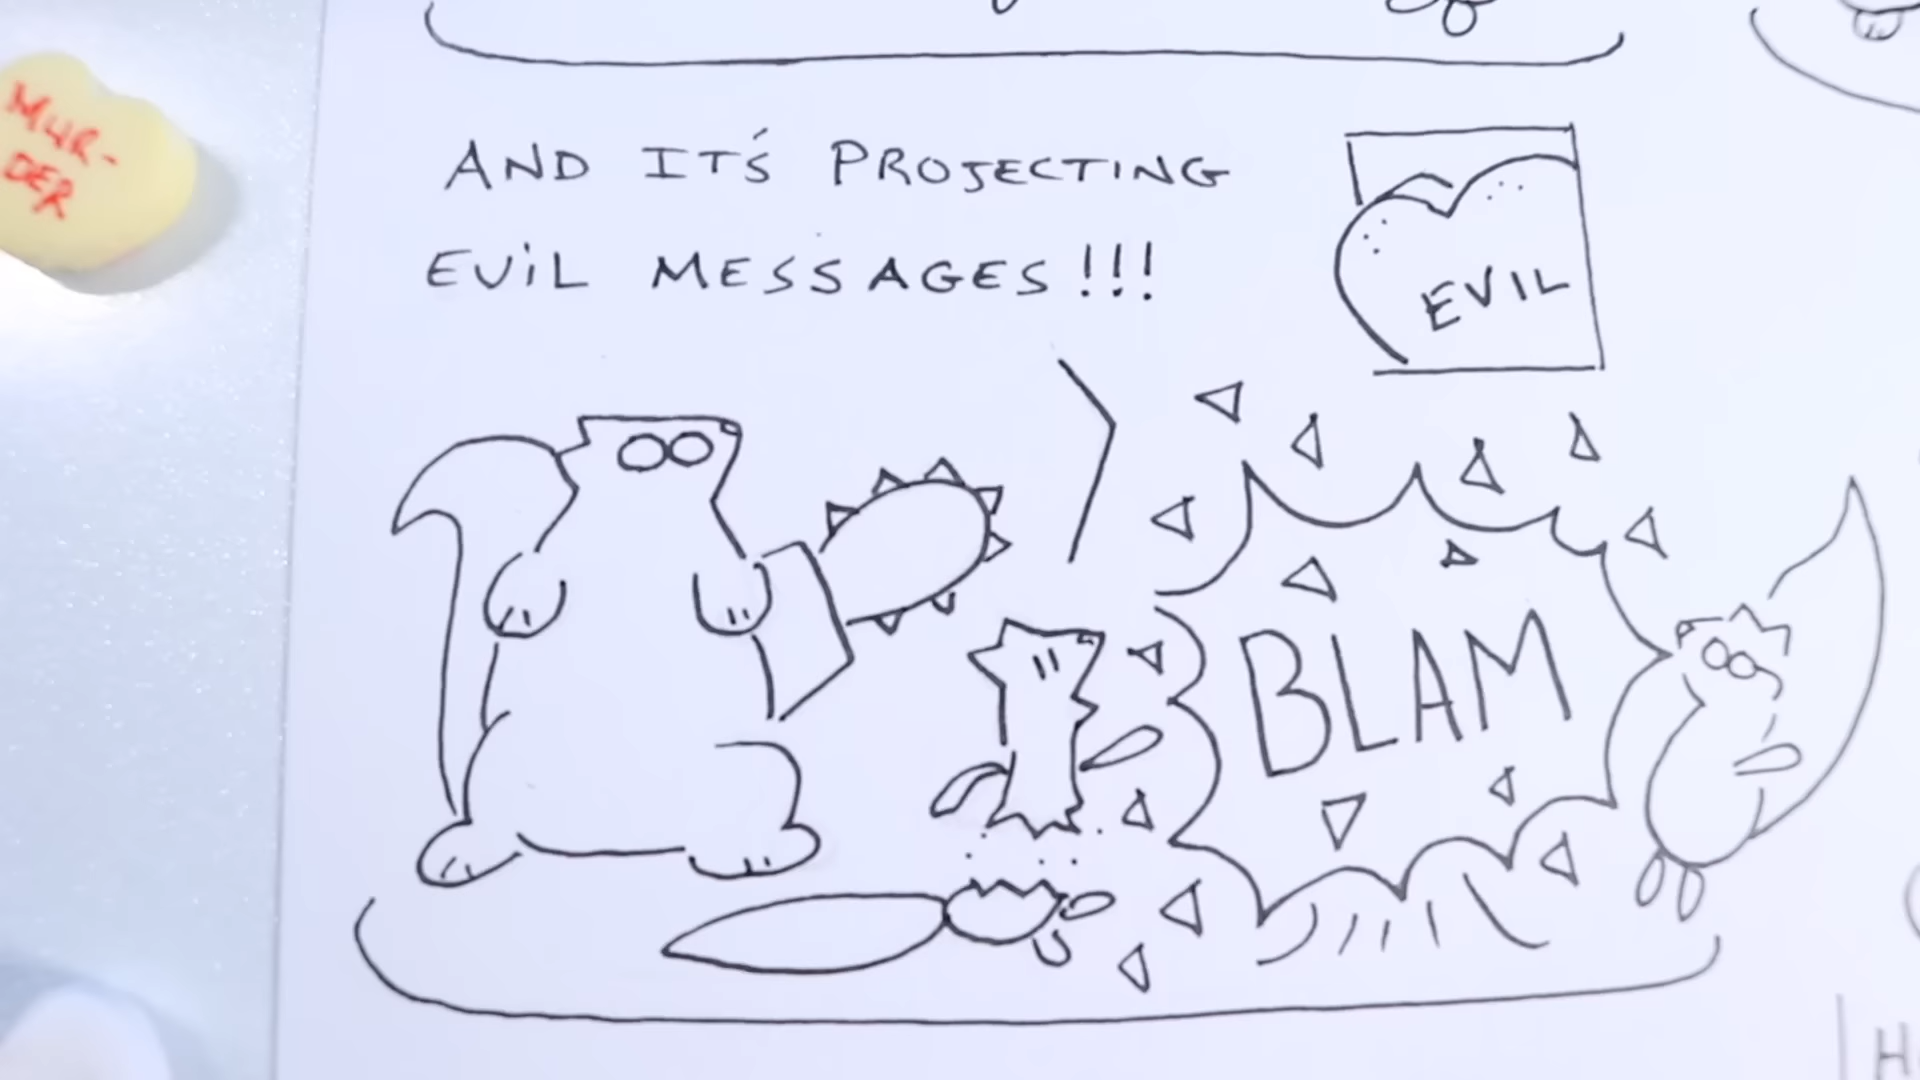 MUR-
DER
AND IT'S PROJECTING
EVIL MESSAGES!!!
EVIL
BLAM